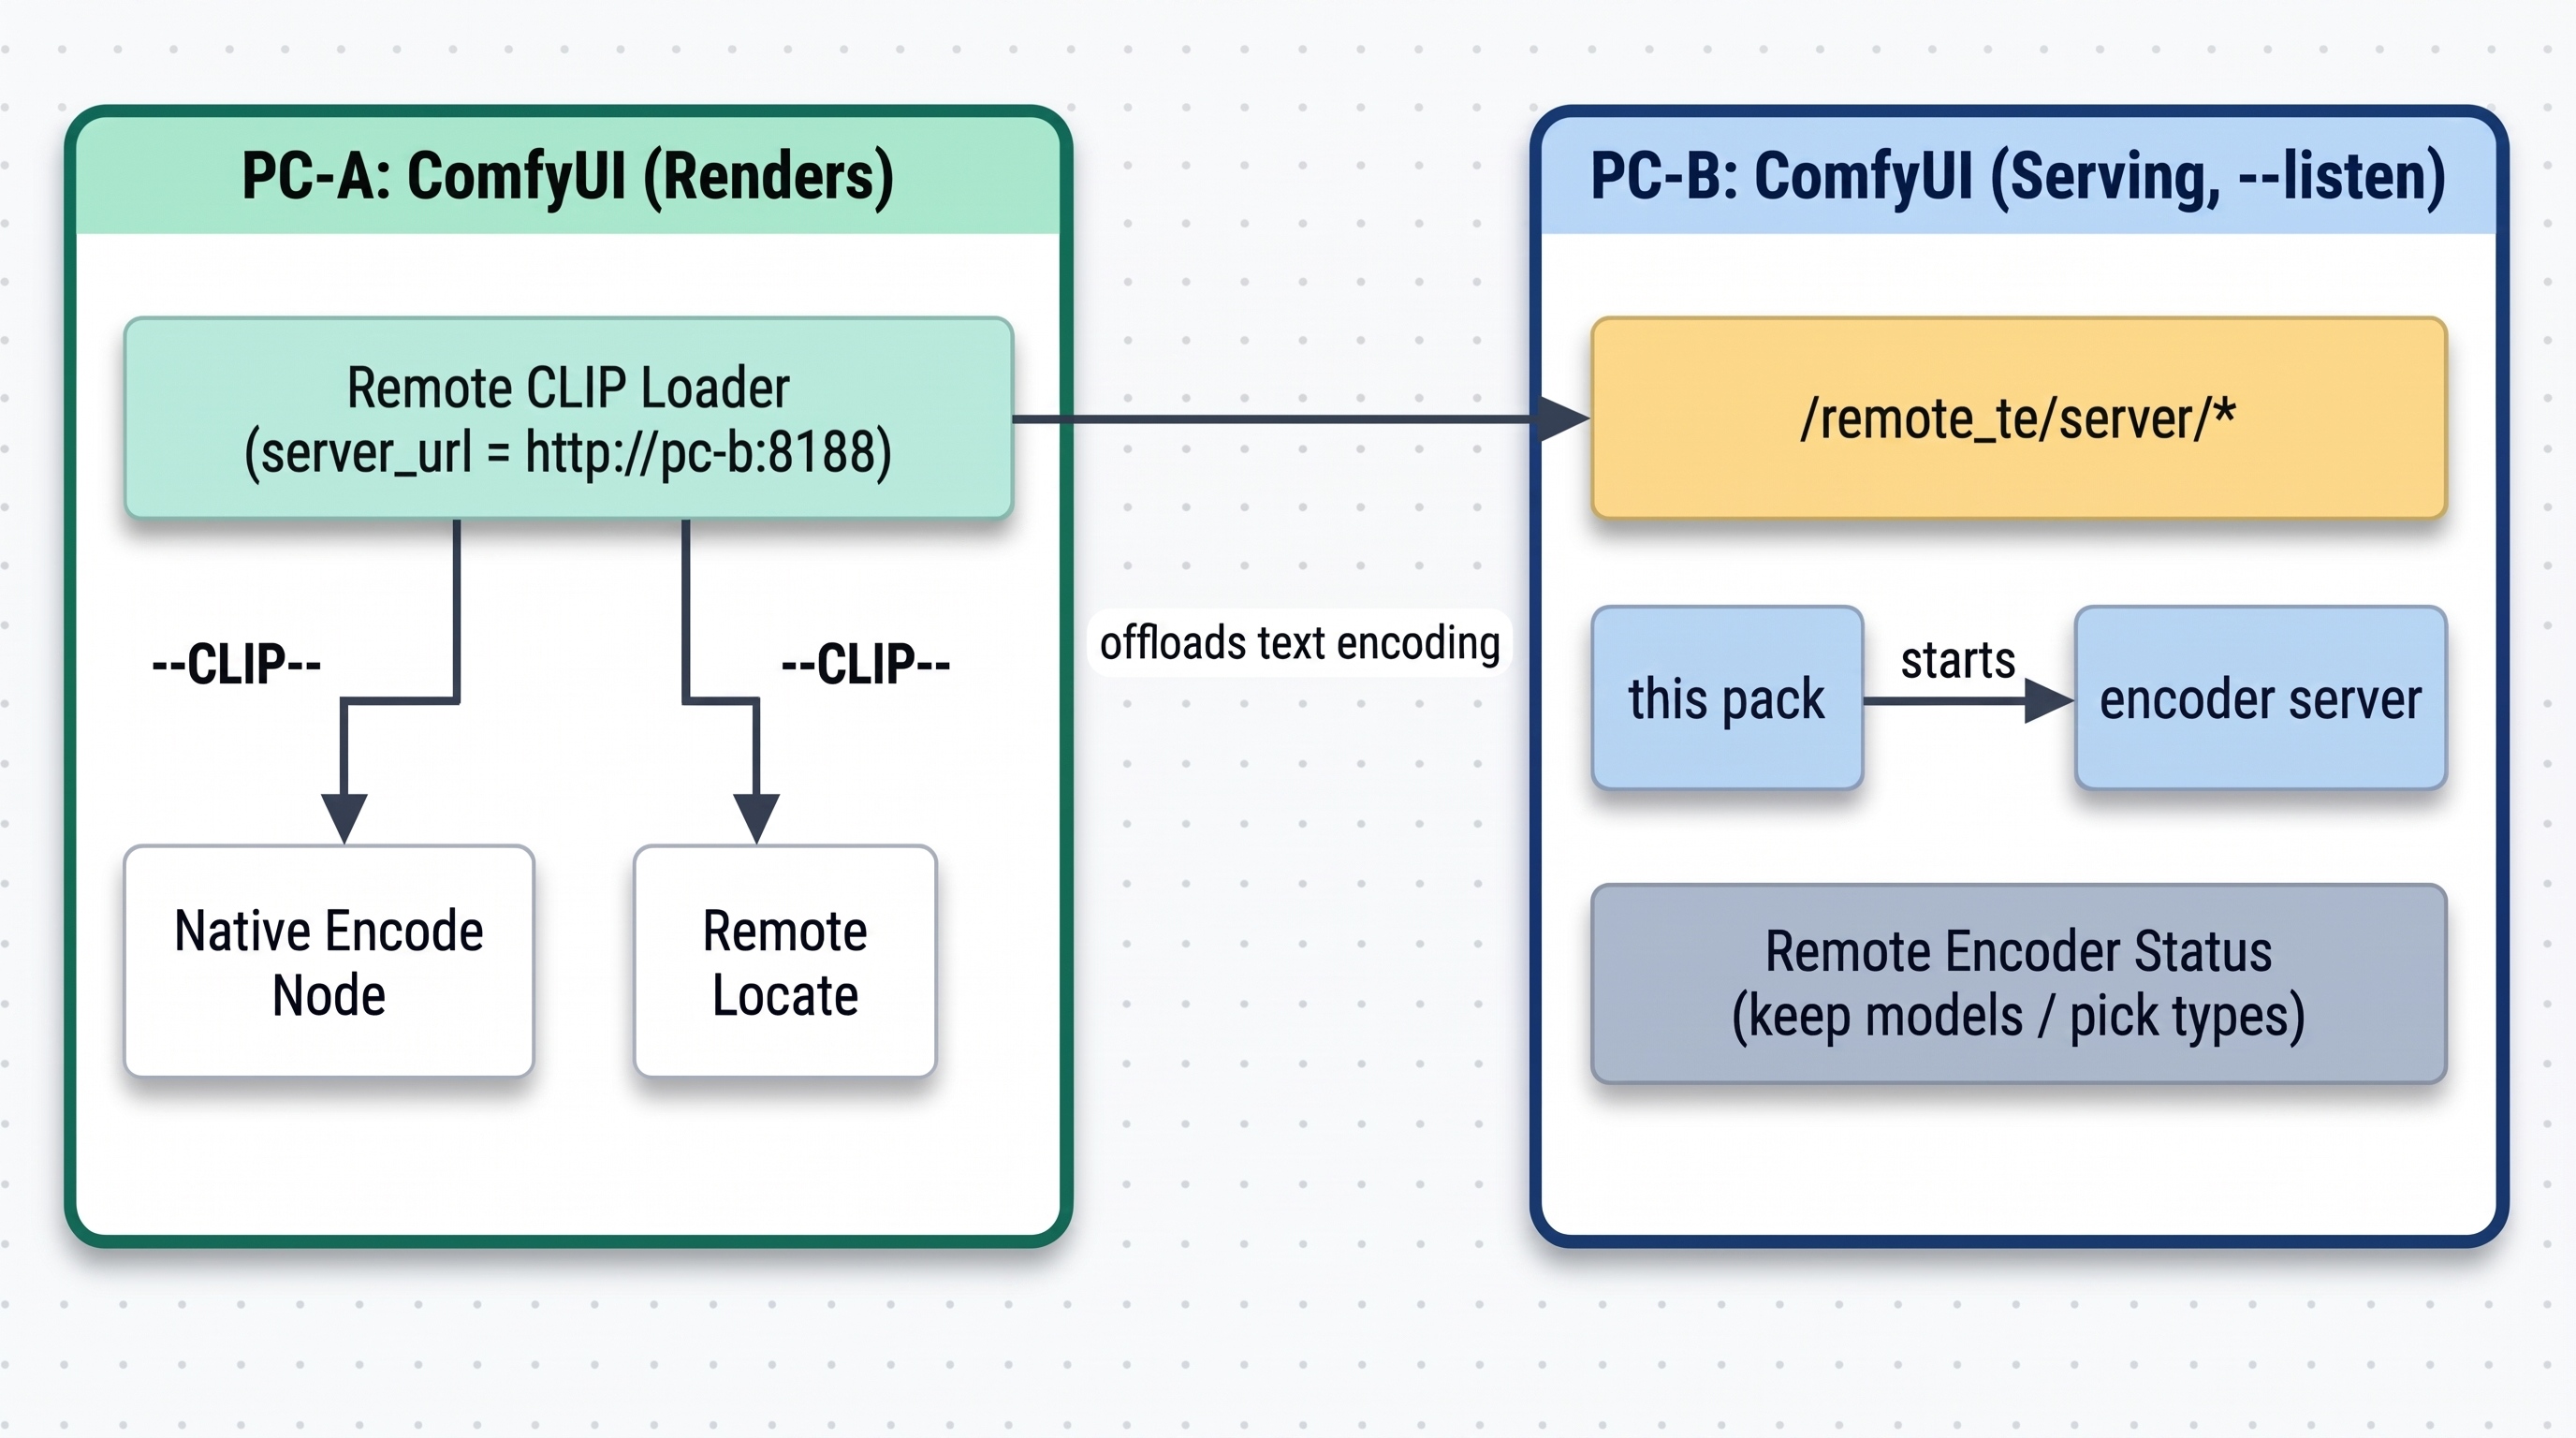 PC-A: ComfyUI (Renders)
Remote CLIP Loader
(server_url = http://pc-b:8188)
--CLIP--
--CLIP--
Native Encode
Node
Remote
Locate
offloads text encoding
PC-B: ComfyUI (Serving, --listen)
/remote_te/server/*
this pack
starts
encoder server
Remote Encoder Status
(keep models / pick types)